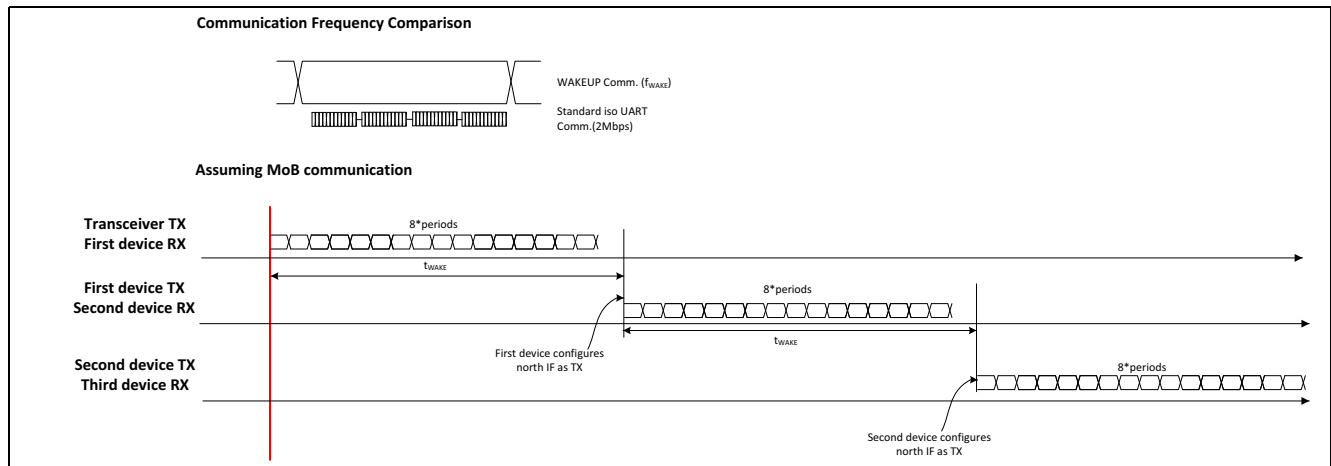 Communication Frequency Comparison
WAKEUP Comm. (fWAKE)
Standard iso UART
Comm.(2Mbps)
Assuming MoB communication
Transceiver TX
First device RX
8*periods
tWAKE
First device TX
Second device RX
8*periods
tWAKE
First device configures
north IF as TX
Second device TX
Third device RX
8*periods
Second device configures
north IF as TX